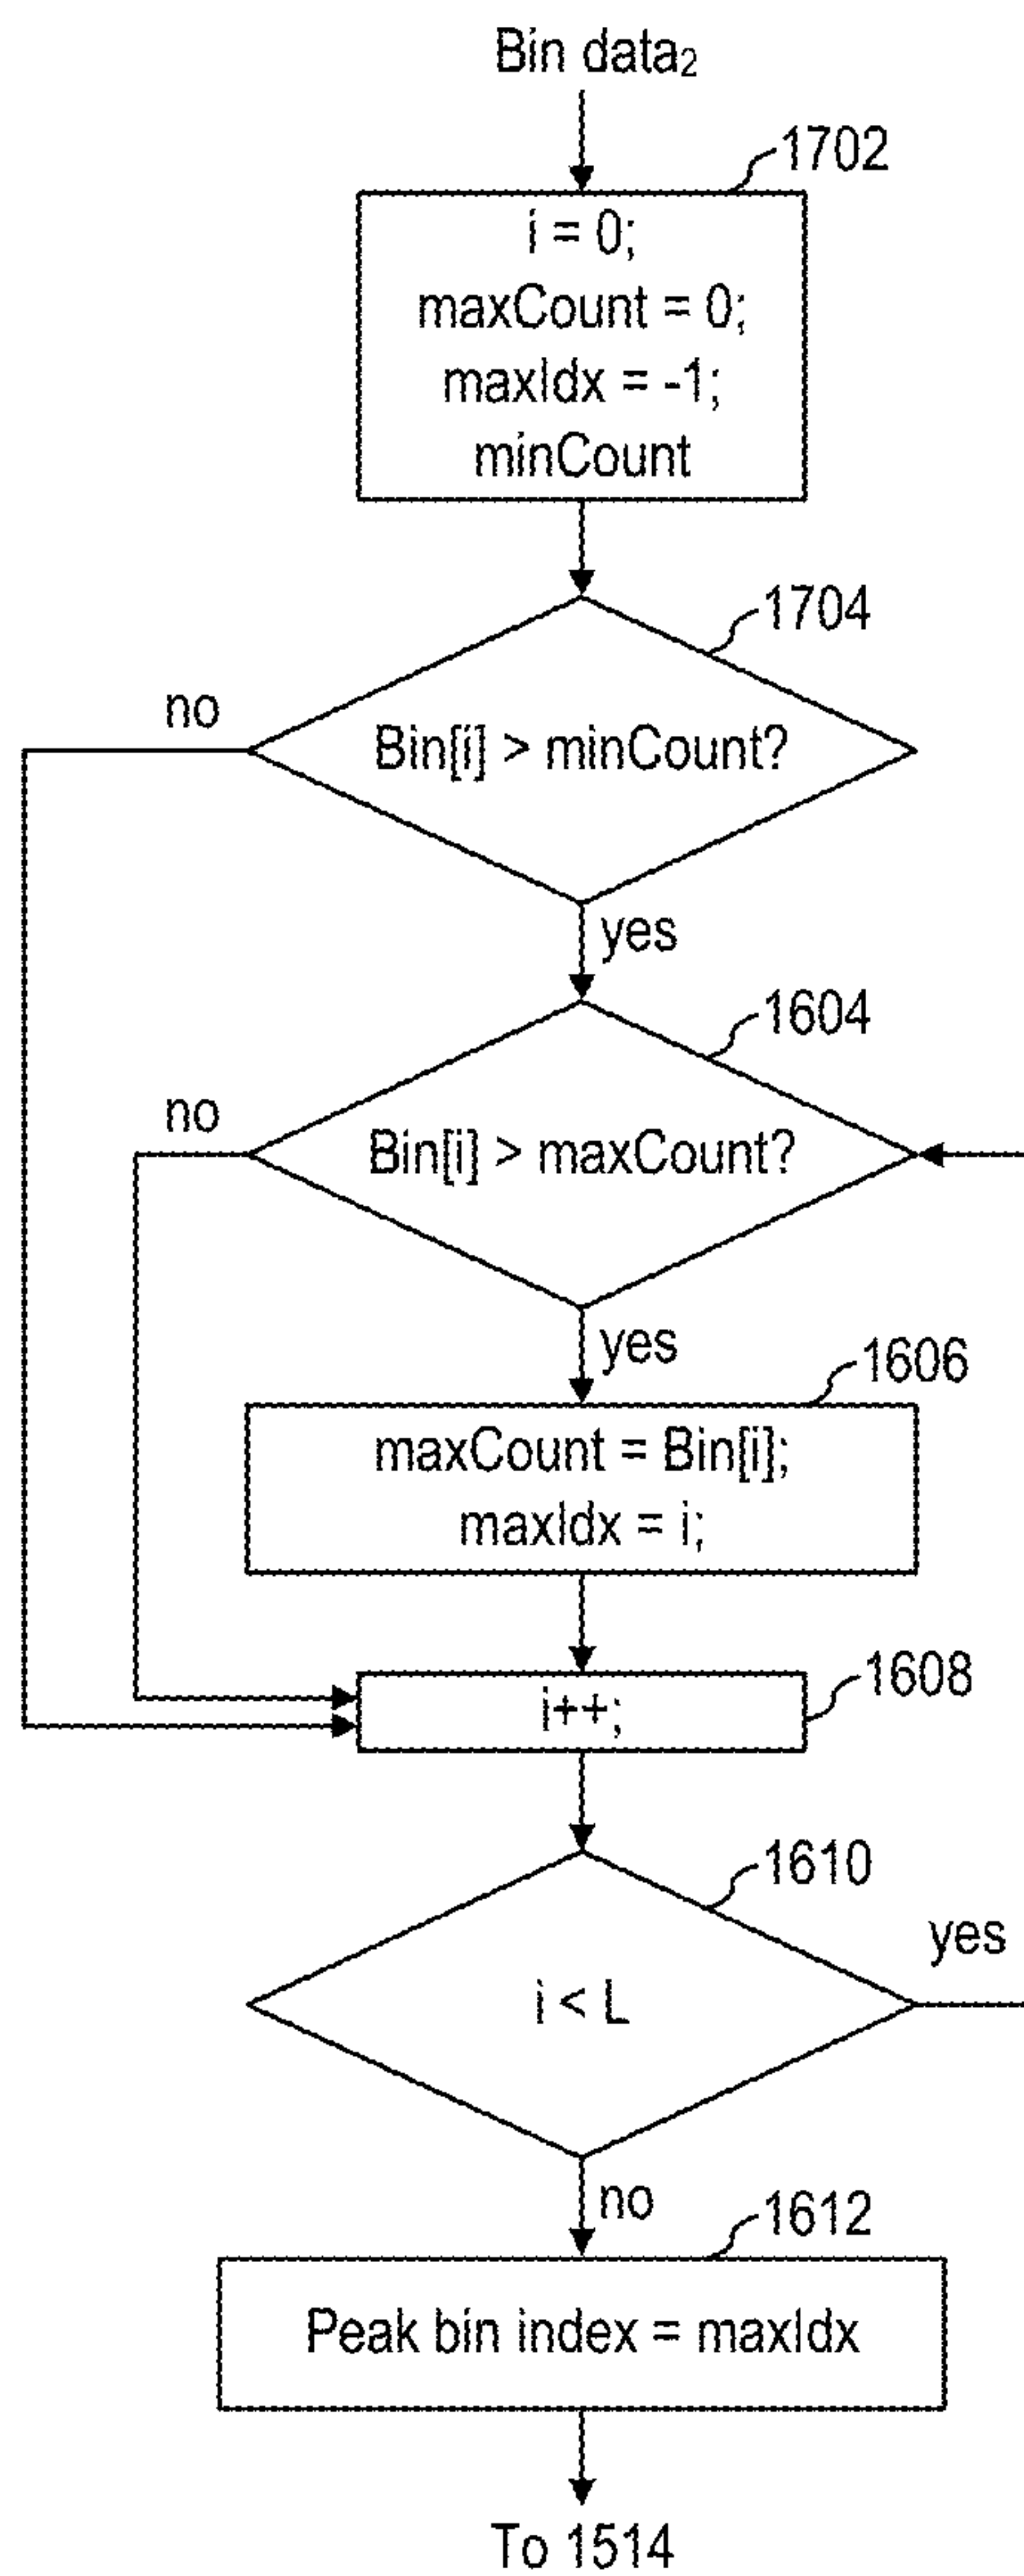 Bin data₂
1702
i = 0;
maxCount = 0;
maxIdx = -1;
minCount
1704
no
Bin[i] > minCount?
yes
1604
no
Bin[i] > maxCount?
yes
1606
maxCount = Bin[i];
maxIdx = i;
1608
i++;
1610
yes
i < L
no
1612
Peak bin index = maxIdx
To 1514